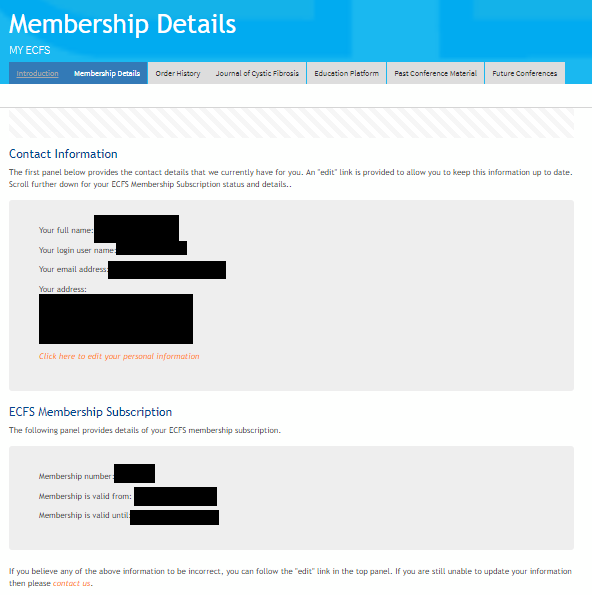 Membership Details
MY ECFS
Introduction Membership Details Order History Journal of Cystic Fibrosis Education Platform Past Conference Material Future Conferences
Contact Information
The first panel below provides the contact details that we currently have for you. An "edit" link is provided to allow you to keep this information up to date.
Scroll further down for your ECFS Membership Subscription status and details..
Your full name:
Your login user name:
Your email address:
Your address:
Click here to edit your personal information
ECFS Membership Subscription
The following panel provides details of your ECFS membership subscription.
Membership number:
Membership is valid from:
Membership is valid until:
If you believe any of the above information to be incorrect, you can follow the "edit" link in the top panel. If you are still unable to update your information
then please contact us.